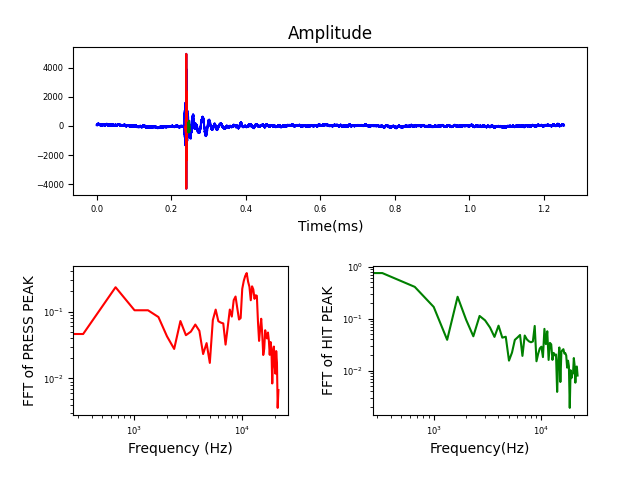 Amplitude
4000
2000
0
−2000
−4000
0.0 0.2 0.4 0.6 0.8 1.0 1.2
Time(ms)
FFT of PRESS PEAK
10⁻¹
10⁻²
10³ 10⁴
Frequency (Hz)
FFT of HIT PEAK
10⁰
10⁻¹
10⁻²
10³ 10⁴
Frequency(Hz)